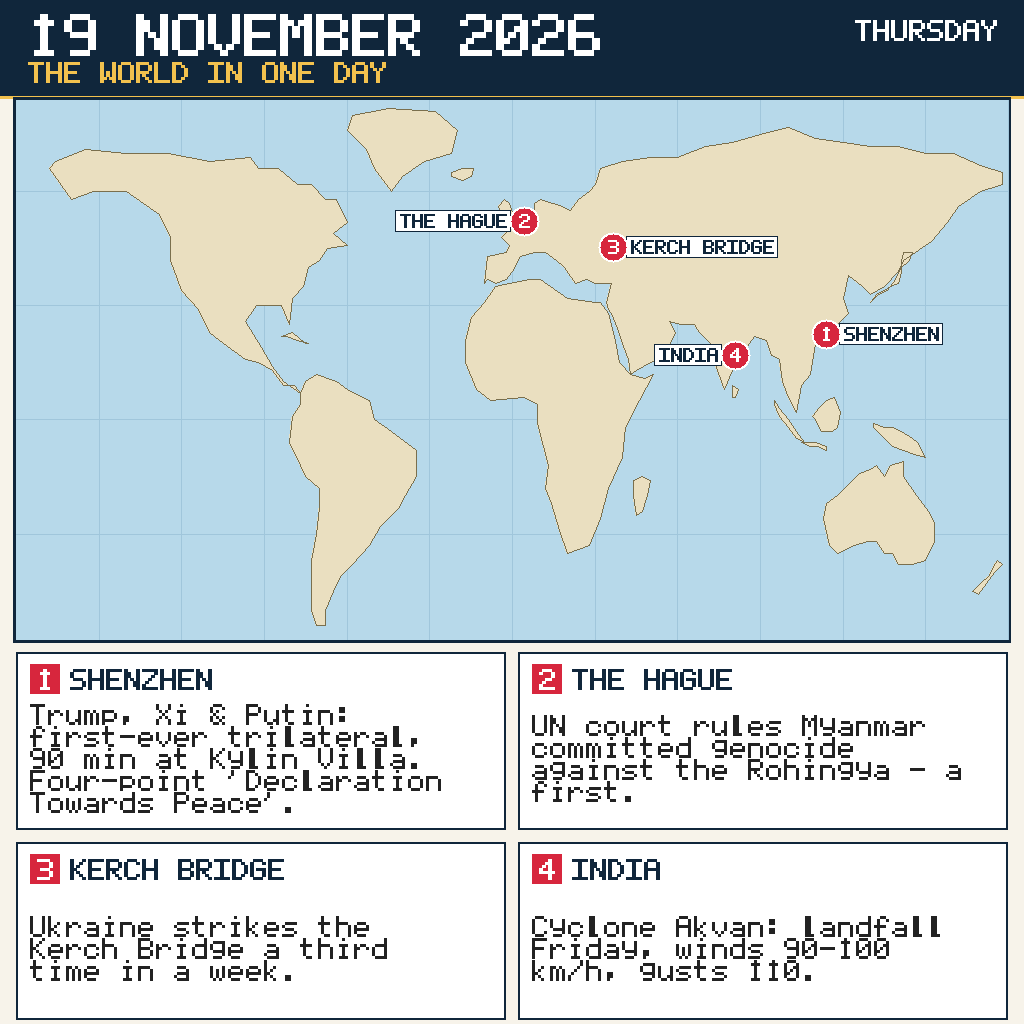 19 NOVEMBER 2026
THURSDAY
THE WORLD IN ONE DAY
THE HAGUE 2
3 KERCH BRIDGE
1 SHENZHEN
INDIA 4
1 SHENZHEN
Trump, Xi & Putin:
first-ever trilateral,
90 min at Kylin Villa.
Four-point 'Declaration
Towards Peace'.
2 THE HAGUE
UN court rules Myanmar
committed genocide
against the Rohingya - a
first.
3 KERCH BRIDGE
Ukraine strikes the
Kerch Bridge a third
time in a week.
4 INDIA
Cyclone Akvan: landfall
Friday, winds 90-100
km/h, gusts 110.